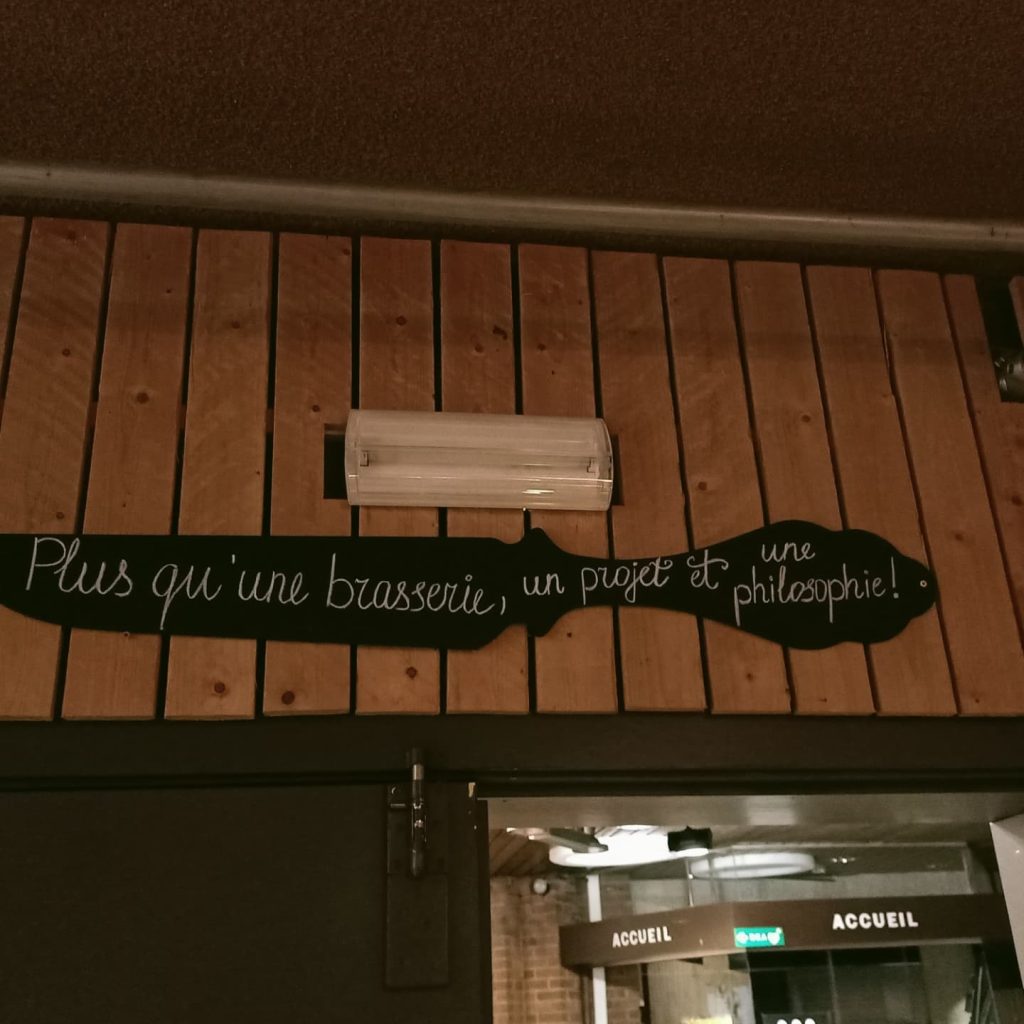 Plus qu'une brasserie, un projet et une philosophie!
ACCUEIL
ACCUEIL